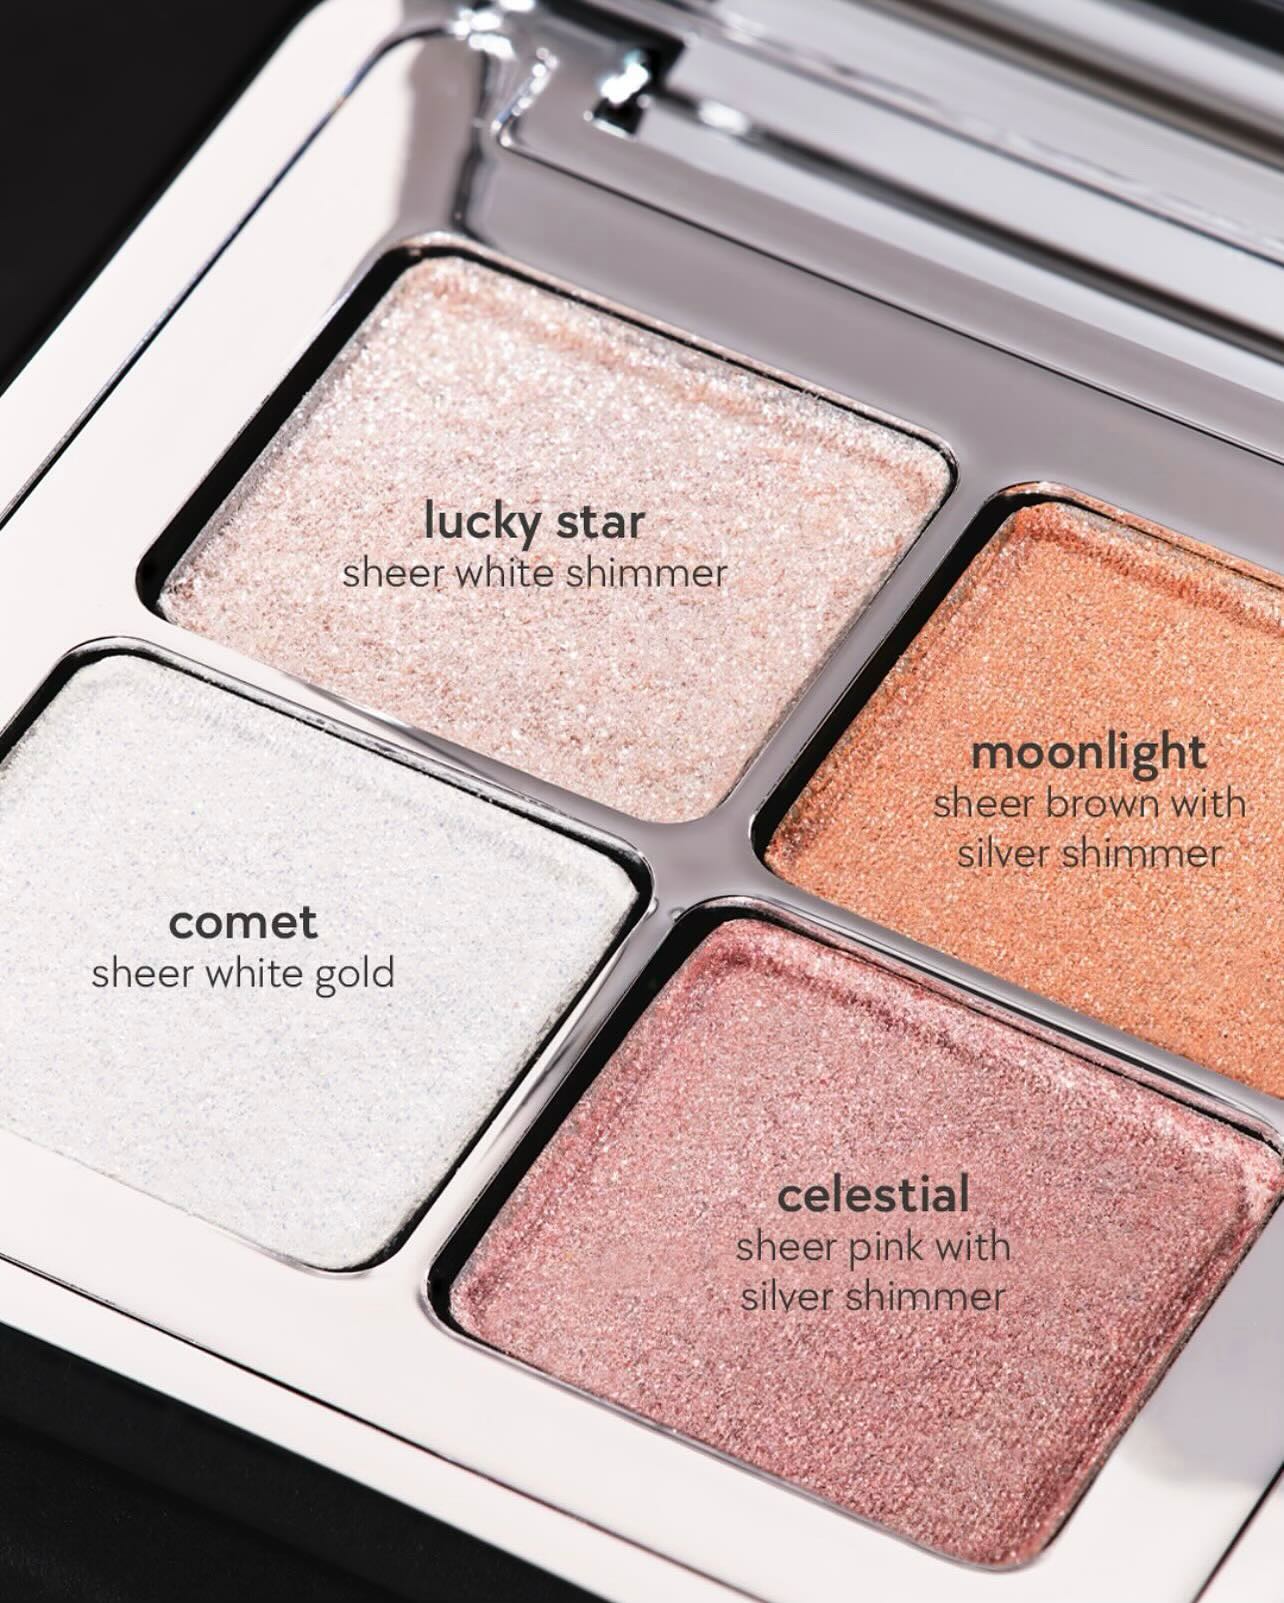 lucky star
sheer white shimmer
moonlight
sheer brown with
silver shimmer
comet
sheer white gold
celestial
sheer pink with
silver shimmer